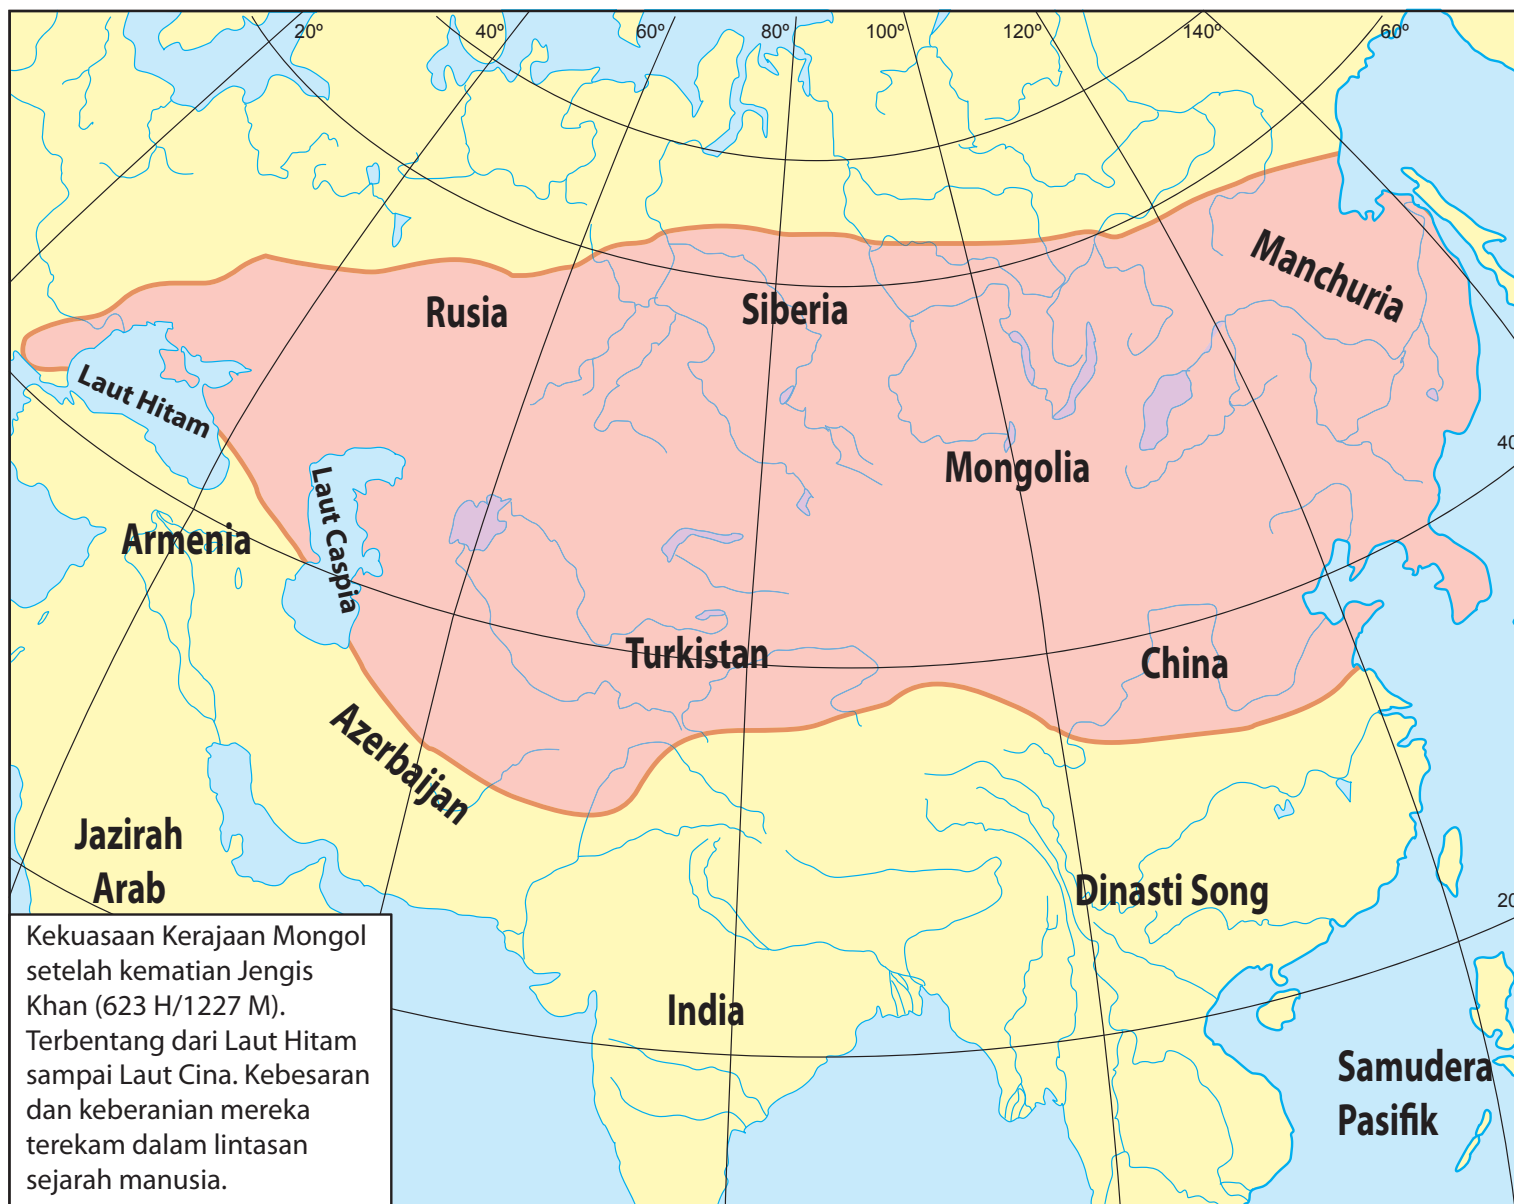 20°
40°
60°
80°
100°
120°
140°
60°
Manchuria
Rusia
Siberia
Laut Hitam
40
Mongolia
Laut Caspia
Armenia
Turkistan
China
Azerbaijan
Jazirah
Arab
Dinasti Song
20
Kekuasaan Kerajaan Mongol
setelah kematian Jengis
Khan (623 H/1227 M).
Terbentang dari Laut Hitam
sampai Laut Cina. Kebesaran
dan keberanian mereka
terekam dalam lintasan
sejarah manusia.
India
Samudera
Pasifik